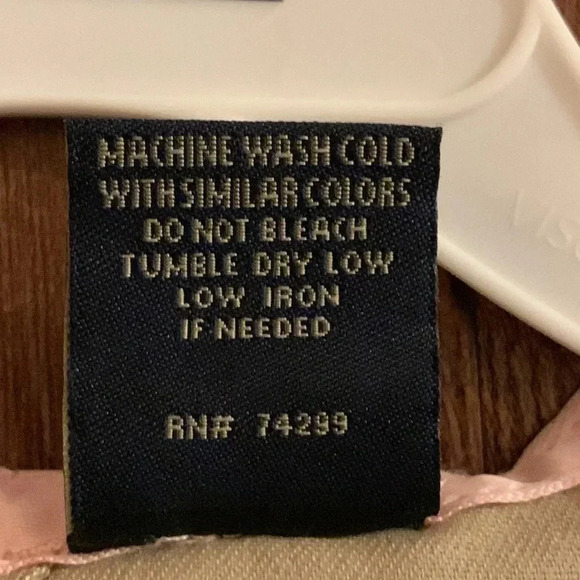 MACHINE WASH COLD
WITH SIMILAR COLORS
DO NOT BLEACH
TUMBLE DRY LOW
LOW IRON
IF NEEDED
RN# 74299